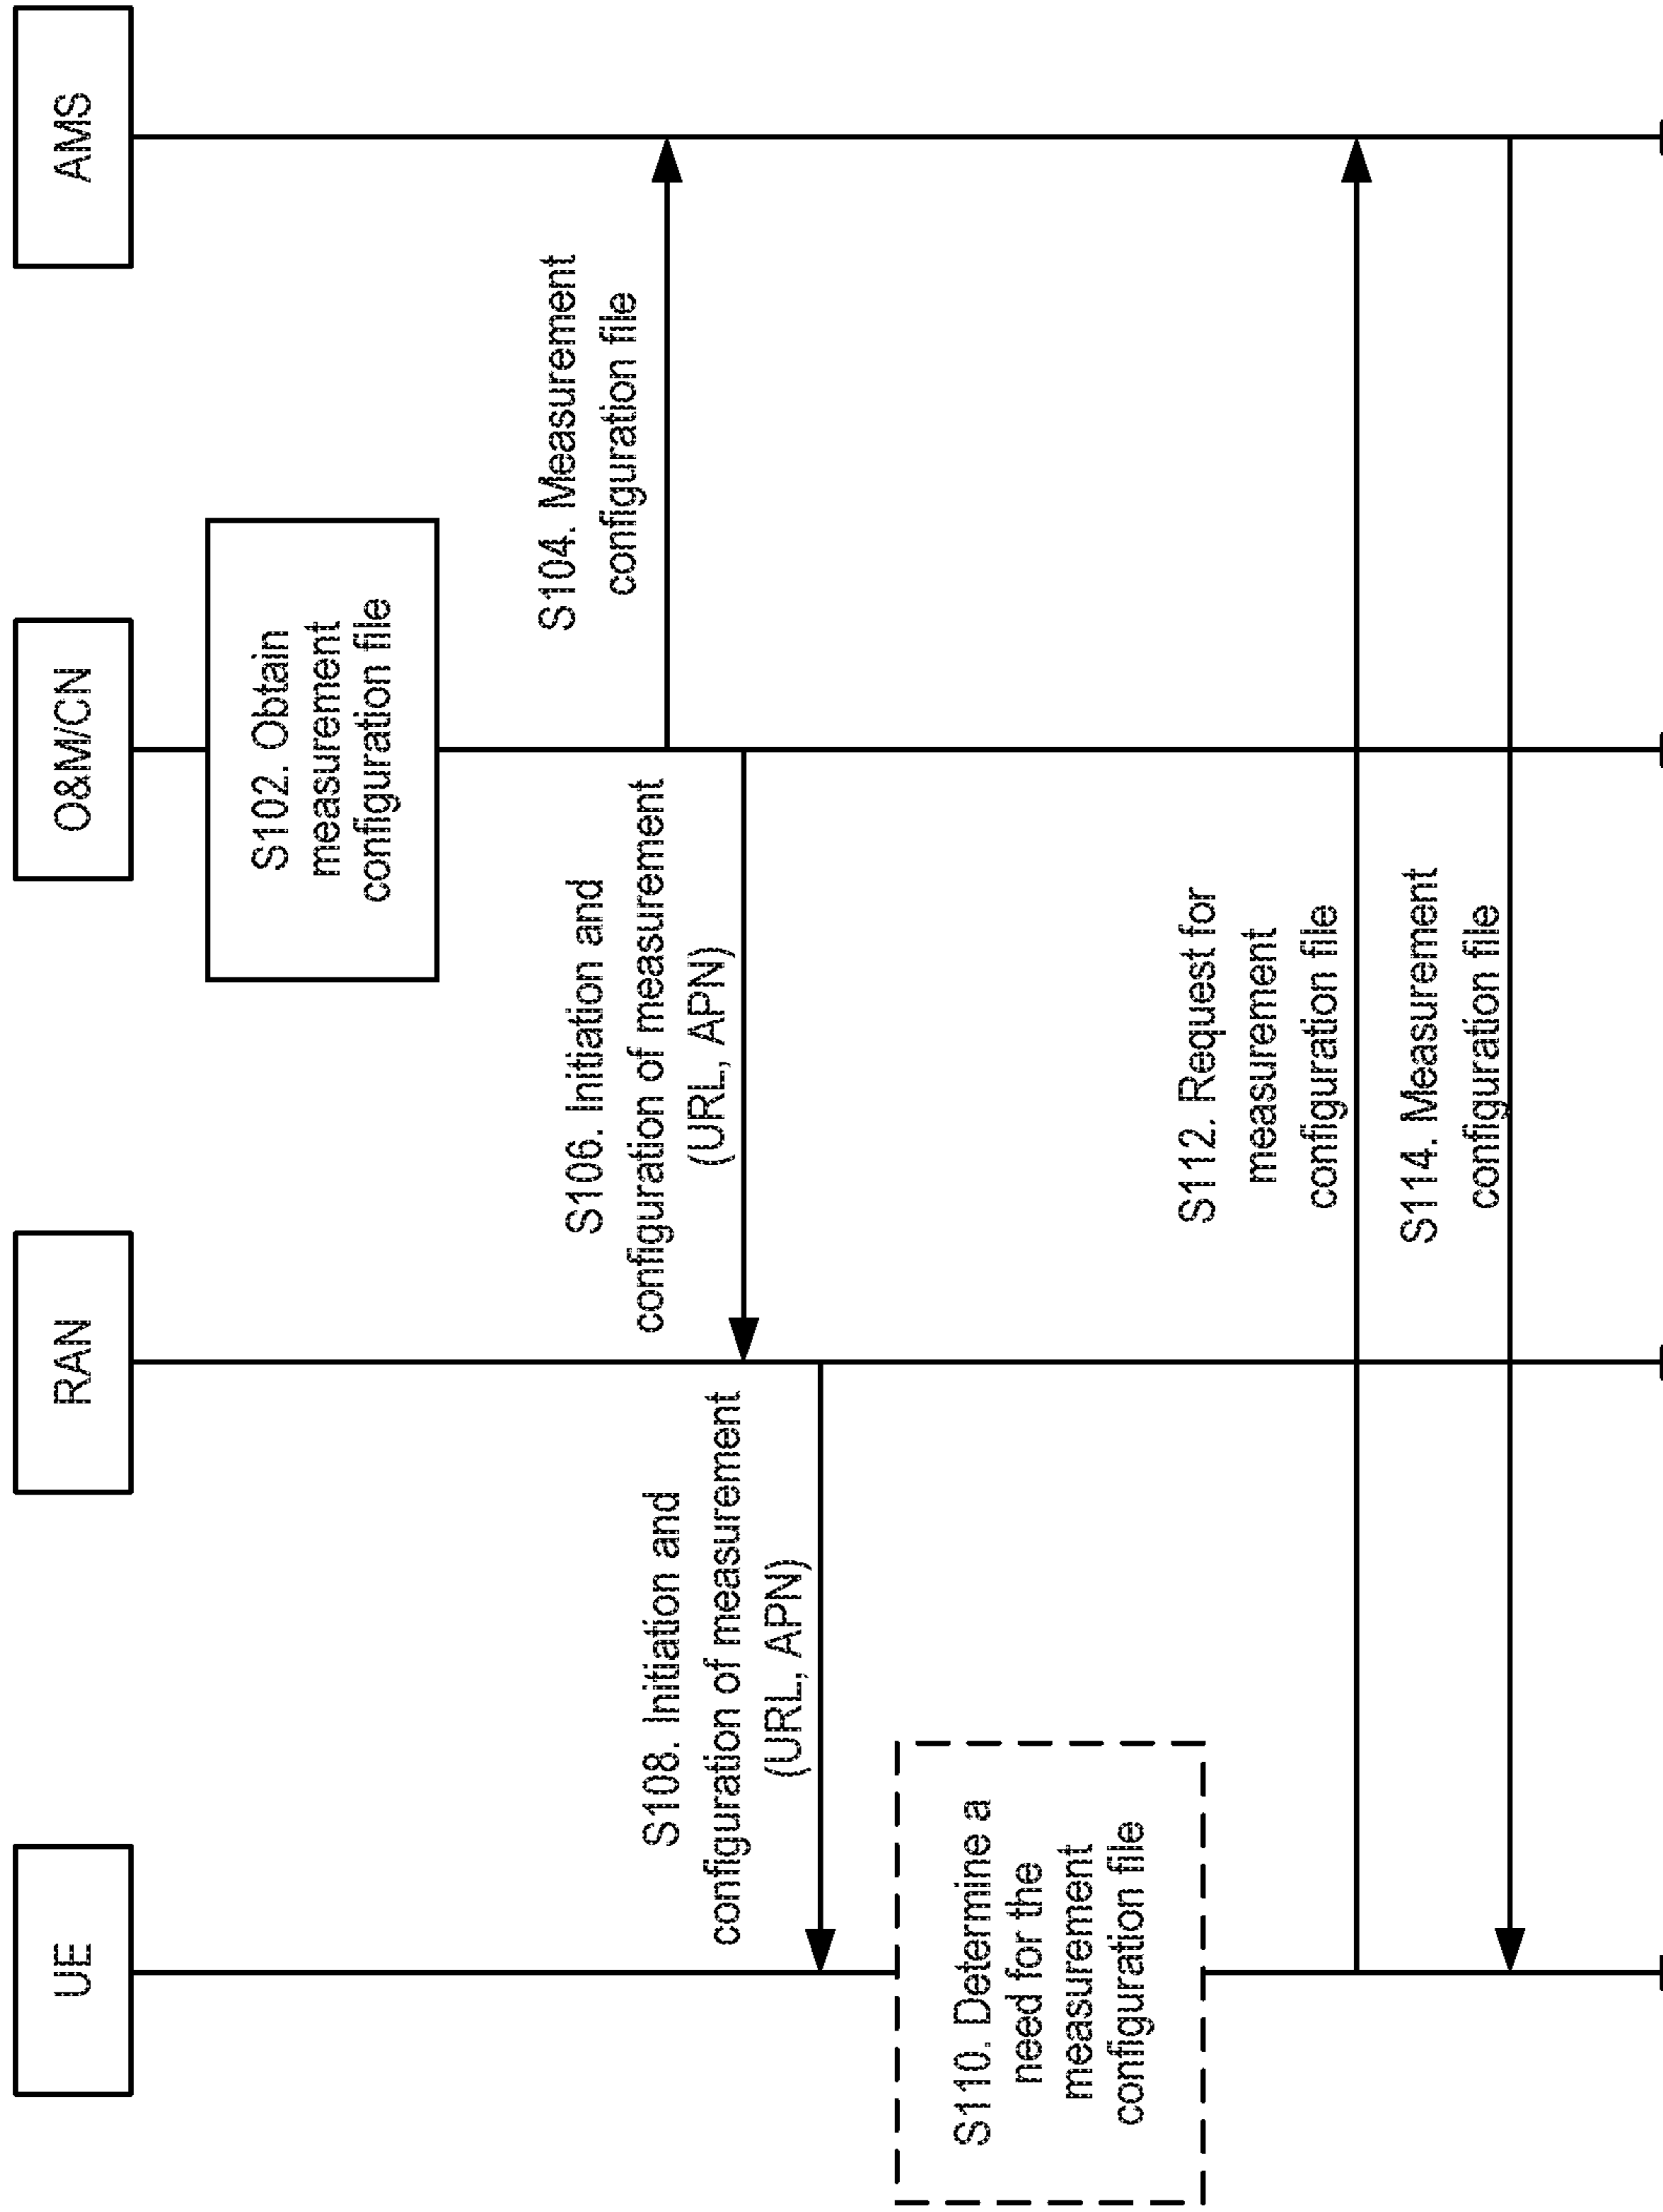 UE
RAN
O&M/CN
AMS
S102. Obtain
measurement
configuration file
S104. Measurement
configuration file
S106. Initiation and
configuration of measurement
(URL, APN)
S108. Initiation and
configuration of measurement
(URL, APN)
S110. Determine a
need for the
measurement
configuration file
S112. Request for
measurement
configuration file
S114. Measurement
configuration file